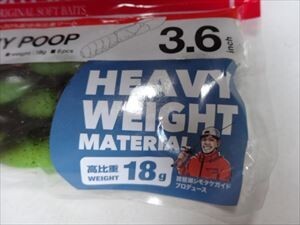 ORIGINAL SOFT BAITS
Y POOP
3.6 inch
HEAVY
WEIGHT
MATERIAL
高比重
WEIGHT
18g
琵琶湖シモタケガイド
プロデュース